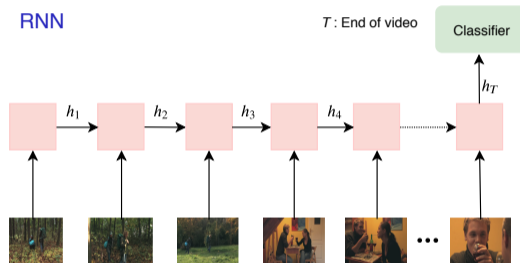 RNN
T : End of video
Classifier
h_T
h_1
h_2
h_3
h_4
•••